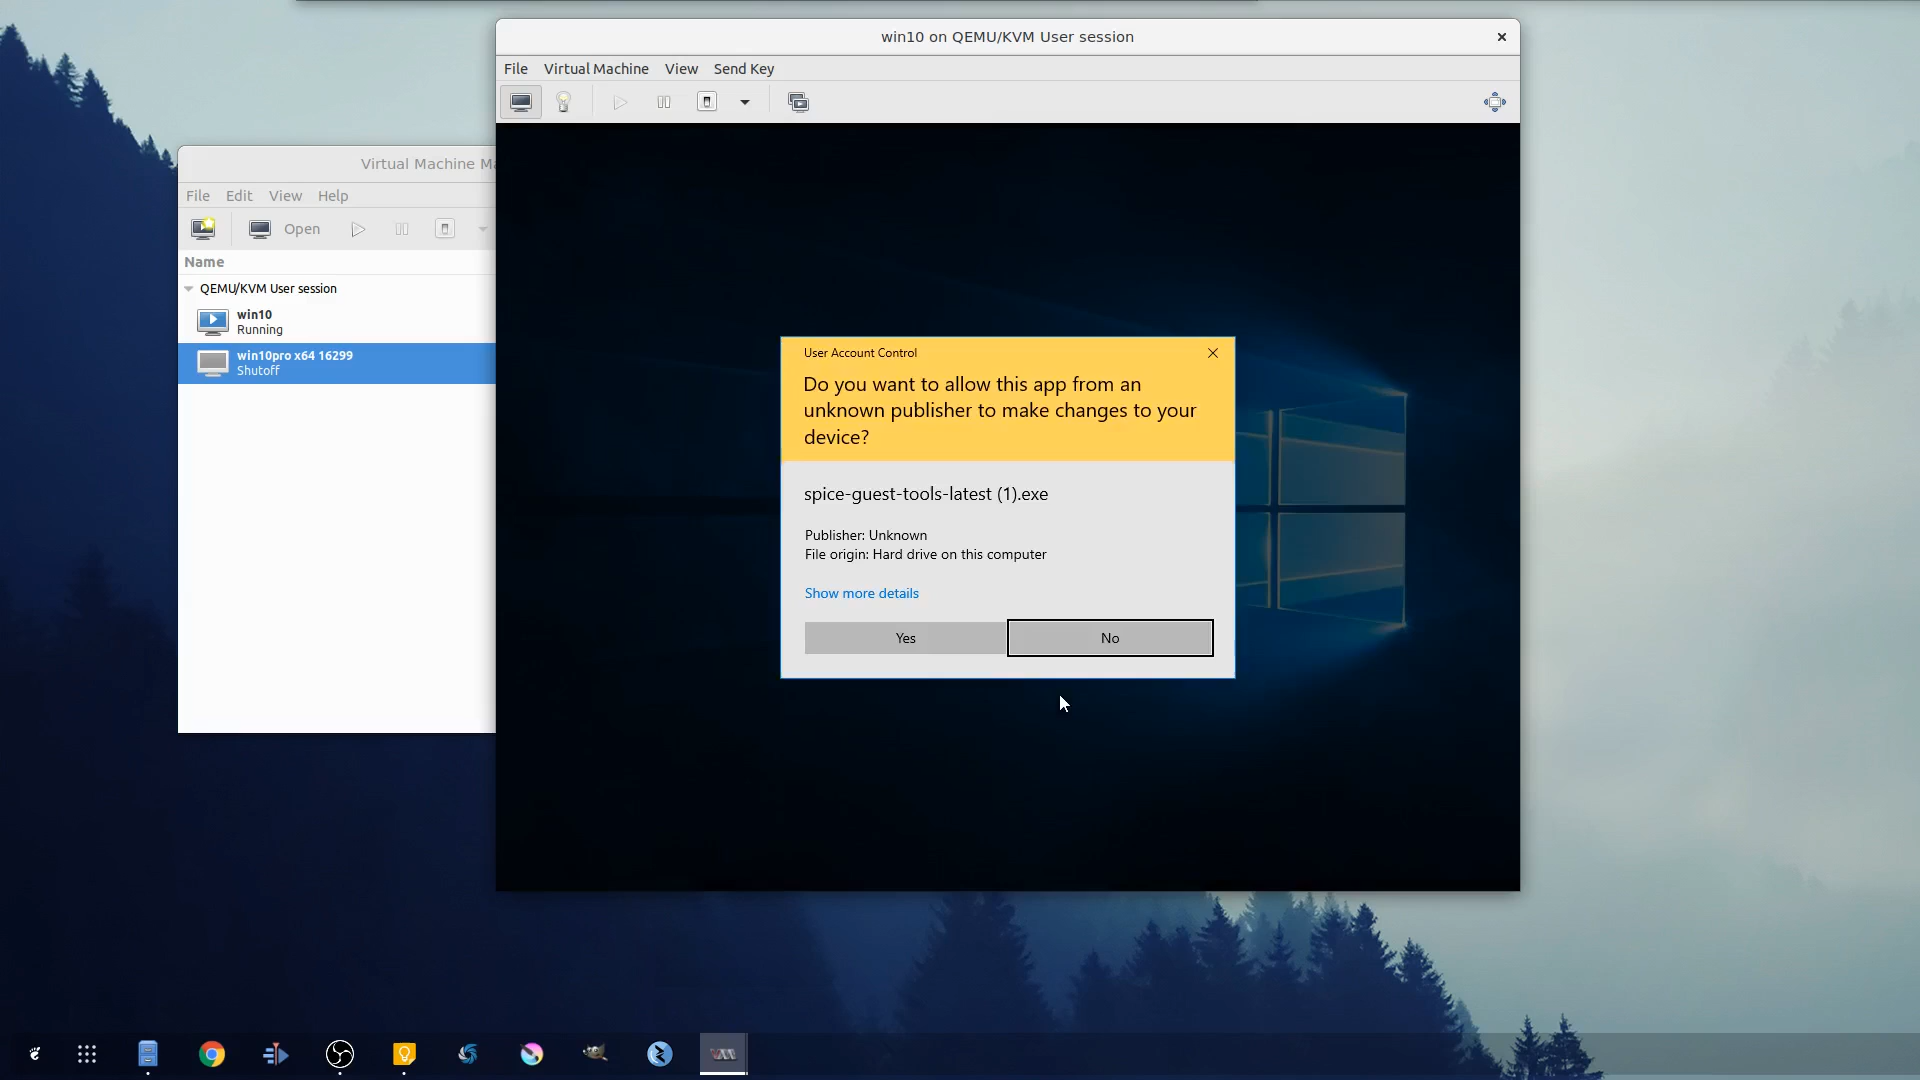 win10 on QEMU/KVM User session
File Virtual Machine View Send Key
Virtual Machine Ma
File Edit View Help
Open
Name
QEMU/KVM User session
win10
Running
win10pro x64 16299
Shutoff
User Account Control
Do you want to allow this app from an
unknown publisher to make changes to your
device?
spice-guest-tools-latest (1).exe
Publisher: Unknown
File origin: Hard drive on this computer
Show more details
Yes No